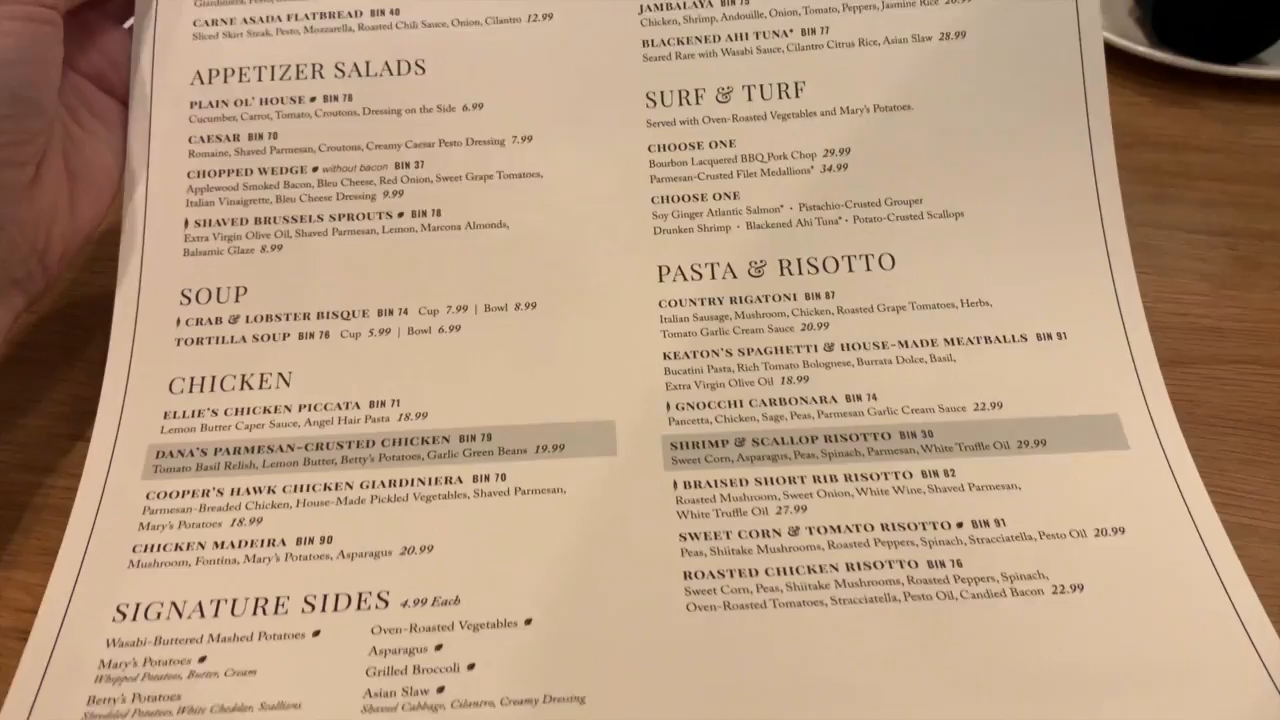 CARNE ASADA FLATBREAD BIN 40
Sliced Skirt Steak, Pesto, Mozzarella, Roasted Chili Sauce, Onion, Cilantro 12.99
APPETIZER SALADS
PLAIN OL' HOUSE BIN 78
Cucumber, Carrot, Tomato, Croutons, Dressing on the Side 6.99
CAESAR BIN 70
Romaine, Shaved Parmesan, Croutons, Creamy Caesar Pesto Dressing 7.99
CHOPPED WEDGE without bacon BIN 37
Applewood Smoked Bacon, Bleu Cheese, Red Onion, Sweet Grape Tomatoes,
Italian Vinaigrette, Bleu Cheese Dressing 9.99
SHAVED BRUSSELS SPROUTS BIN 78
Extra Virgin Olive Oil, Shaved Parmesan, Lemon, Marcona Almonds,
Balsamic Glaze 8.99
SOUP
CRAB & LOBSTER BISQUE BIN 74 Cup 7.99 | Bowl 8.99
TORTILLA SOUP BIN 76 Cup 5.99 | Bowl 6.99
CHICKEN
ELLIE'S CHICKEN PICCATA BIN 71
Lemon Butter Caper Sauce, Angel Hair Pasta 18.99
DANA'S PARMESAN-CRUSTED CHICKEN BIN 79
Tomato Basil Relish, Lemon Butter, Betty's Potatoes, Garlic Green Beans 19.99
COOPER'S HAWK CHICKEN GIARDINIERA BIN 70
Parmesan-Breaded Chicken, House-Made Pickled Vegetables, Shaved Parmesan,
Mary's Potatoes 18.99
CHICKEN MADEIRA BIN 90
Mushroom, Fontina, Mary's Potatoes, Asparagus 20.99
SIGNATURE SIDES 4.99 Each
Wasabi-Buttered Mashed Potatoes
Mary's Potatoes
Whipped Potatoes, Butter, Cream
Betty's Potatoes
Shredded Potatoes, White Cheddar, Scallions
Oven-Roasted Vegetables
Asparagus
Grilled Broccoli
Asian Slaw
Shaved Cabbage, Cilantro, Creamy Dressing
JAMBALAYA BIN 75
Chicken, Shrimp, Andouille, Onion, Tomato, Peppers, Jasmine Rice
BLACKENED AHI TUNA* BIN 77
Seared Rare with Wasabi Sauce, Cilantro Citrus Rice, Asian Slaw 28.99
SURF & TURF
Served with Oven-Roasted Vegetables and Mary's Potatoes.
CHOOSE ONE
Bourbon Lacquered BBQ Pork Chop 29.99
Parmesan-Crusted Filet Medallions* 34.99
CHOOSE ONE
Soy Ginger Atlantic Salmon* • Pistachio-Crusted Grouper
Drunken Shrimp • Blackened Ahi Tuna* • Potato-Crusted Scallops
PASTA & RISOTTO
COUNTRY RIGATONI BIN 87
Italian Sausage, Mushroom, Chicken, Roasted Grape Tomatoes, Herbs,
Tomato Garlic Cream Sauce 20.99
KEATON'S SPAGHETTI & HOUSE-MADE MEATBALLS BIN 91
Bucatini Pasta, Rich Tomato Bolognese, Burrata Dolce, Basil,
Extra Virgin Olive Oil 18.99
GNOCCHI CARBONARA BIN 74
Pancetta, Chicken, Sage, Peas, Parmesan Garlic Cream Sauce 22.99
SHRIMP & SCALLOP RISOTTO BIN 30
Sweet Corn, Asparagus, Peas, Spinach, Parmesan, White Truffle Oil 29.99
BRAISED SHORT RIB RISOTTO BIN 82
Roasted Mushroom, Sweet Onion, White Wine, Shaved Parmesan,
White Truffle Oil 27.99
SWEET CORN & TOMATO RISOTTO BIN 91
Peas, Shiitake Mushrooms, Roasted Peppers, Spinach, Stracciatella, Pesto Oil 20.99
ROASTED CHICKEN RISOTTO BIN 76
Sweet Corn, Peas, Shiitake Mushrooms, Roasted Peppers, Spinach,
Oven-Roasted Tomatoes, Stracciatella, Pesto Oil, Candied Bacon 22.99